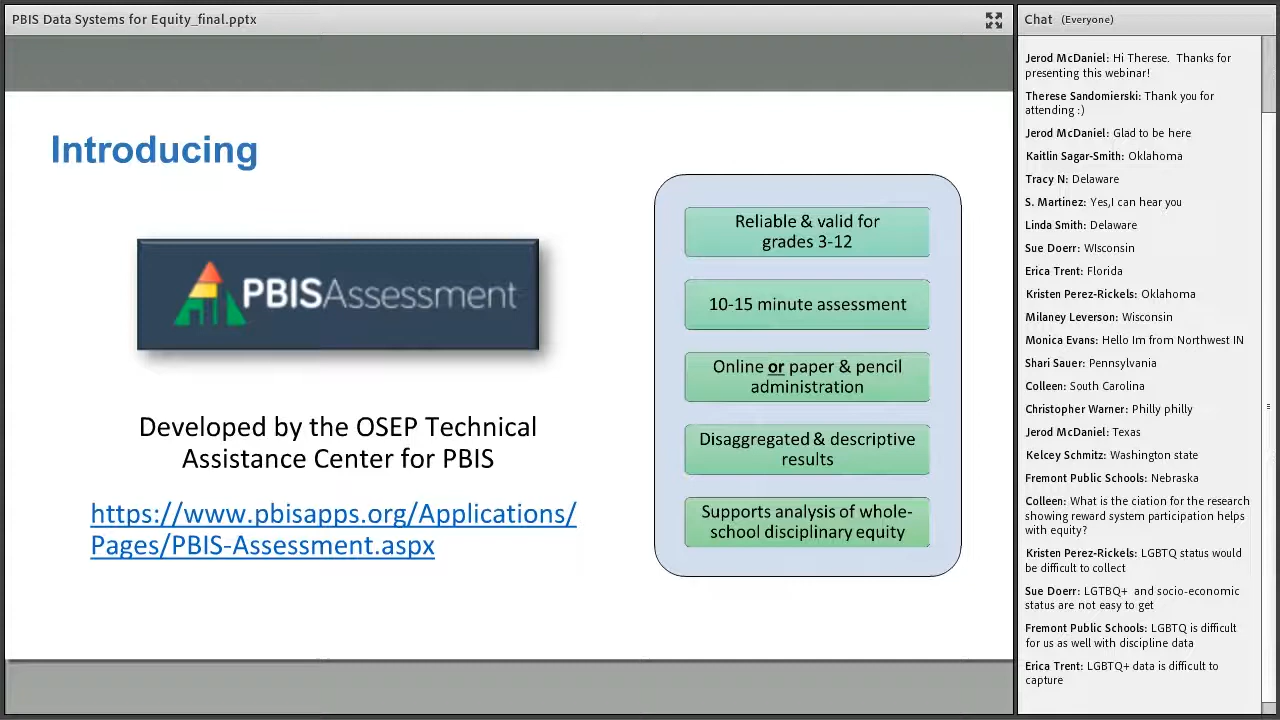 PBIS Data Systems for Equity_final.pptx
Introducing
PBISAssessment
Developed by the OSEP Technical
Assistance Center for PBIS
https://www.pbisapps.org/Applications/
Pages/PBIS-Assessment.aspx
Reliable & valid for
grades 3-12
10-15 minute assessment
Online or paper & pencil
administration
Disaggregated & descriptive
results
Supports analysis of whole-
school disciplinary equity
Chat (Everyone)
Jerod McDaniel: Hi Therese. Thanks for
presenting this webinar!
Therese Sandomierski: Thank you for
attending :)
Jerod McDaniel: Glad to be here
Kaitlin Sagar-Smith: Oklahoma
Tracy N: Delaware
S. Martinez: Yes,I can hear you
Linda Smith: Delaware
Sue Doerr: WIsconsin
Erica Trent: Florida
Kristen Perez-Rickels: Oklahoma
Milaney Leverson: Wisconsin
Monica Evans: Hello Im from Northwest IN
Shari Sauer: Pennsylvania
Colleen: South Carolina
Christopher Warner: Philly philly
Jerod McDaniel: Texas
Kelcey Schmitz: Washington state
Fremont Public Schools: Nebraska
Colleen: What is the ciation for the research
showing reward system participation helps
with equity?
Kristen Perez-Rickels: LGBTQ status would
be difficult to collect
Sue Doerr: LGTBQ+ and socio-economic
status are not easy to get
Fremont Public Schools: LGBTQ is difficult
for us as well with discipline data
Erica Trent: LGBTQ+ data is difficult to
capture